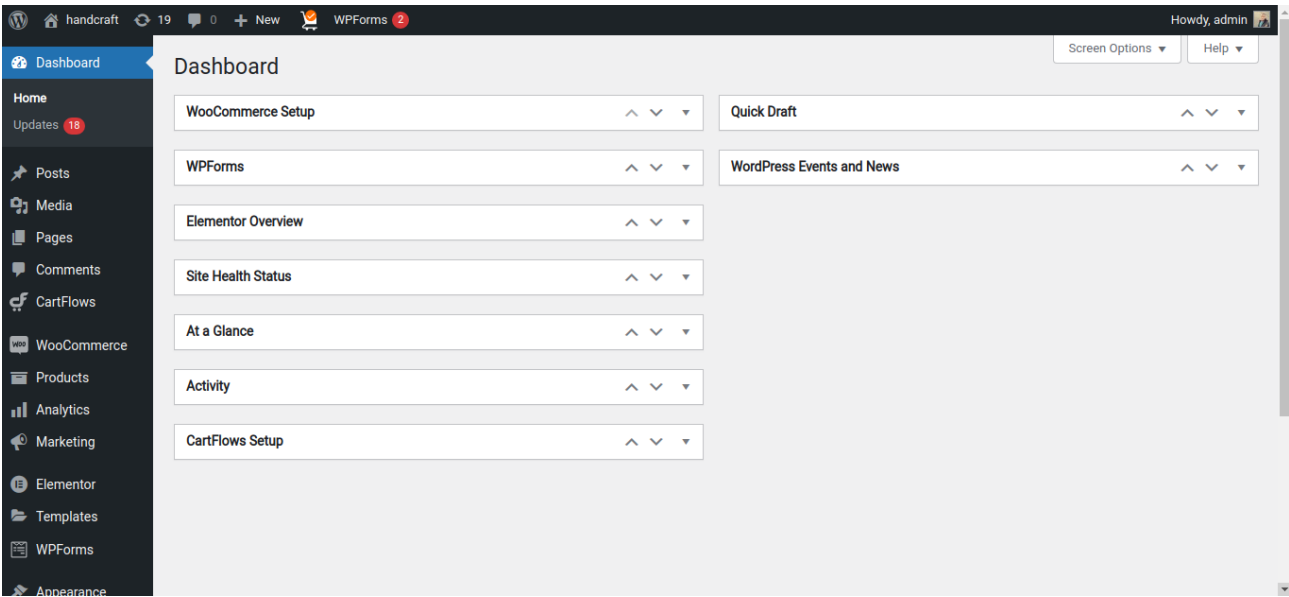 handcraft 19 0 New WPForms 2 Howdy, admin
Dashboard
Home
Updates 18
Posts
Media
Pages
Comments
CartFlows
WooCommerce
Products
Analytics
Marketing
Elementor
Templates
WPForms
Appearance
Screen Options Help
Dashboard
WooCommerce Setup
WPForms
Elementor Overview
Site Health Status
At a Glance
Activity
CartFlows Setup
Quick Draft
WordPress Events and News